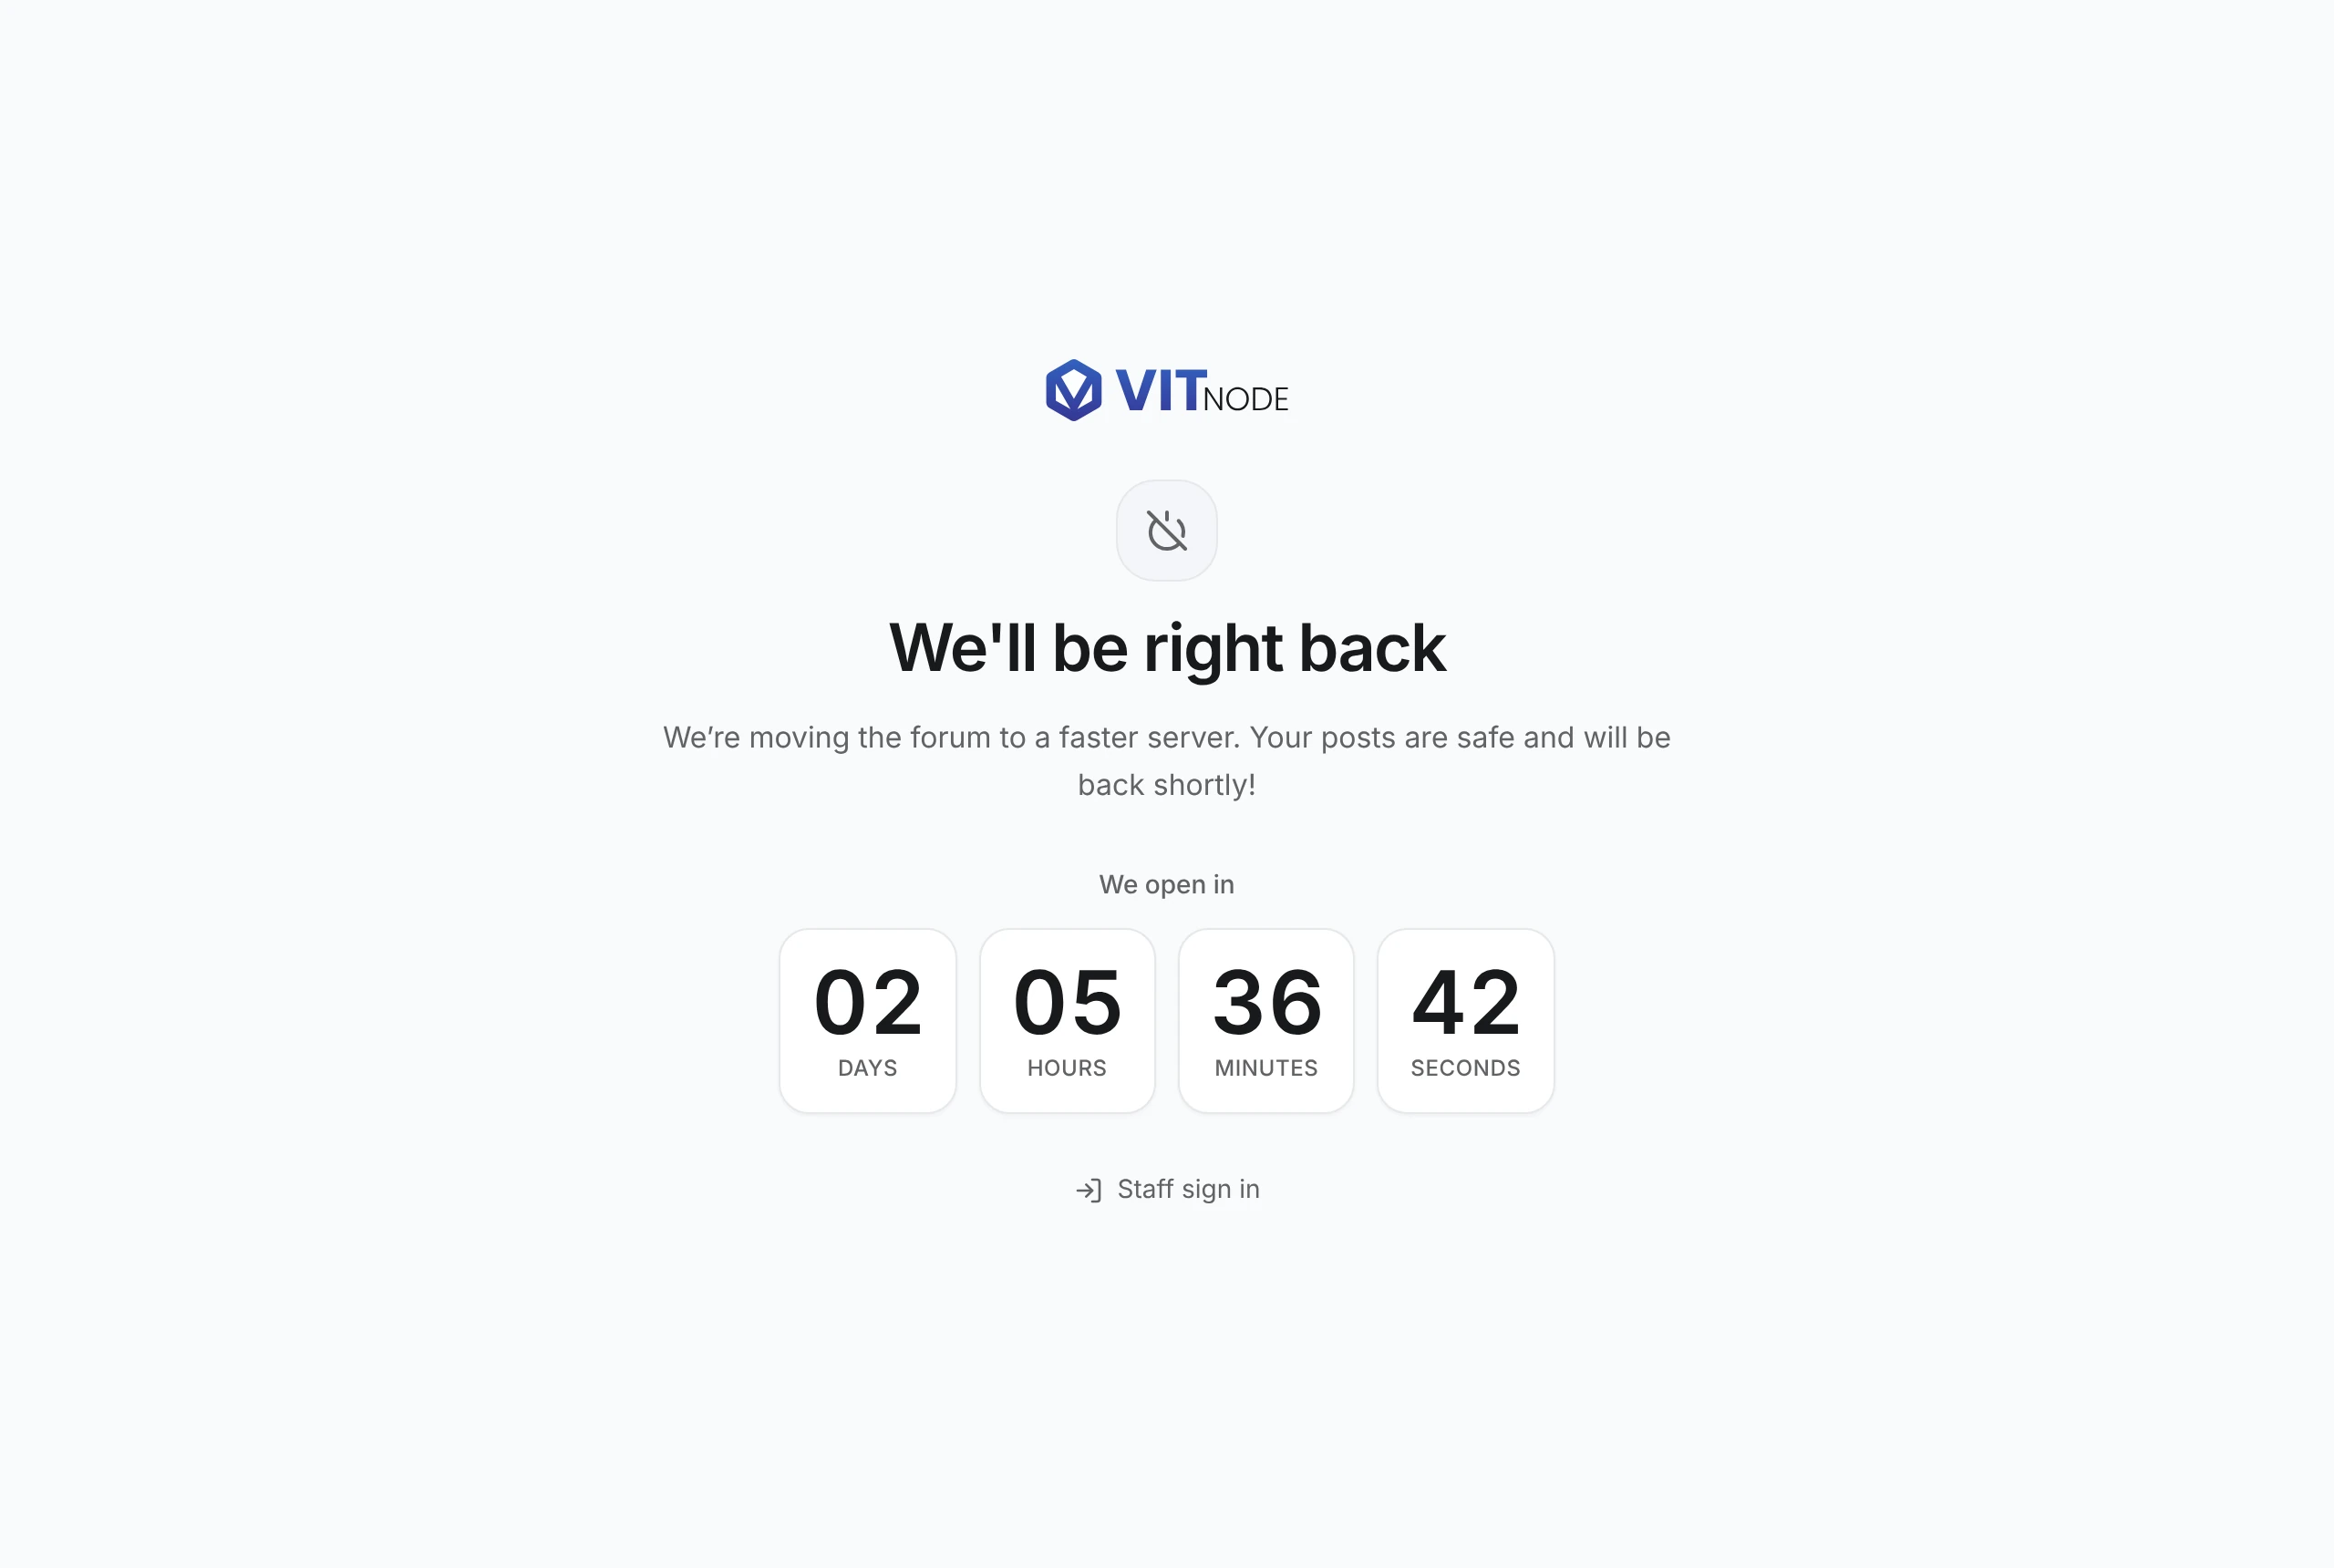 VITNODE
We'll be right back
We’re moving the forum to a faster server. Your posts are safe and will be
back shortly!
We open in
02 05 36 42
DAYS HOURS MINUTES SECONDS
Staff sign in